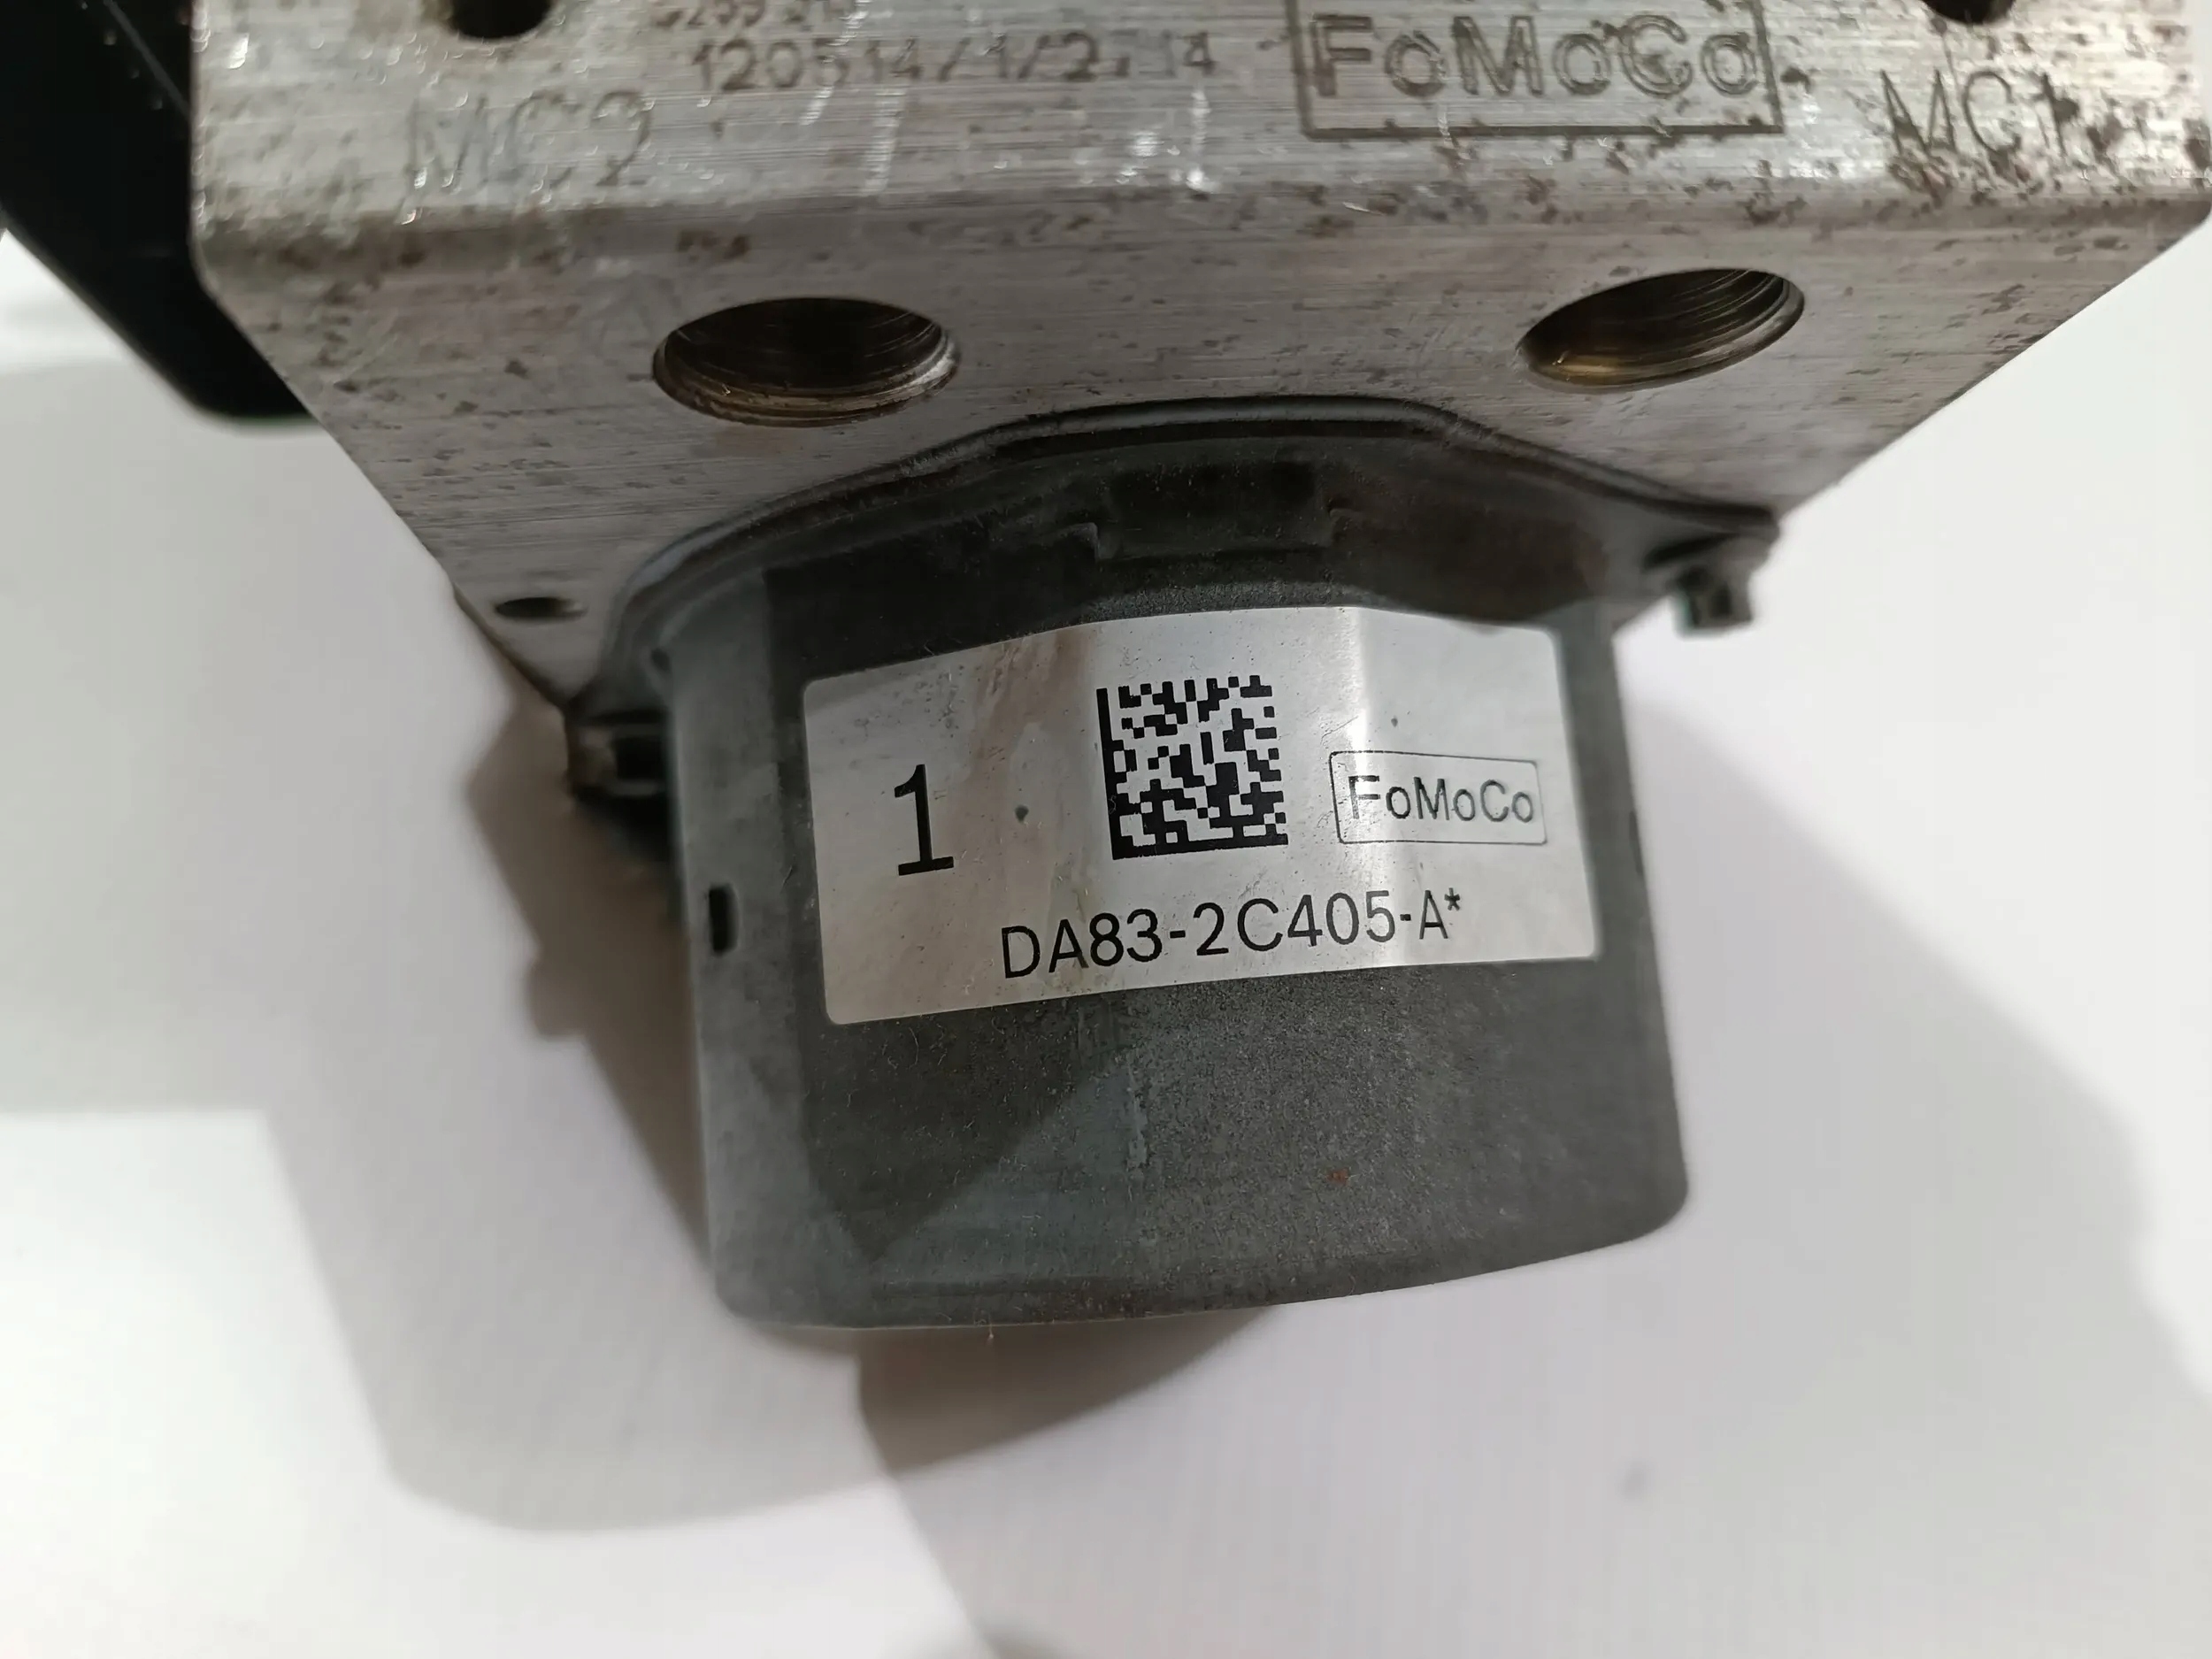 FoMoCo
MC2
MC1
1
FoMoCo
DA83-2C405-A*